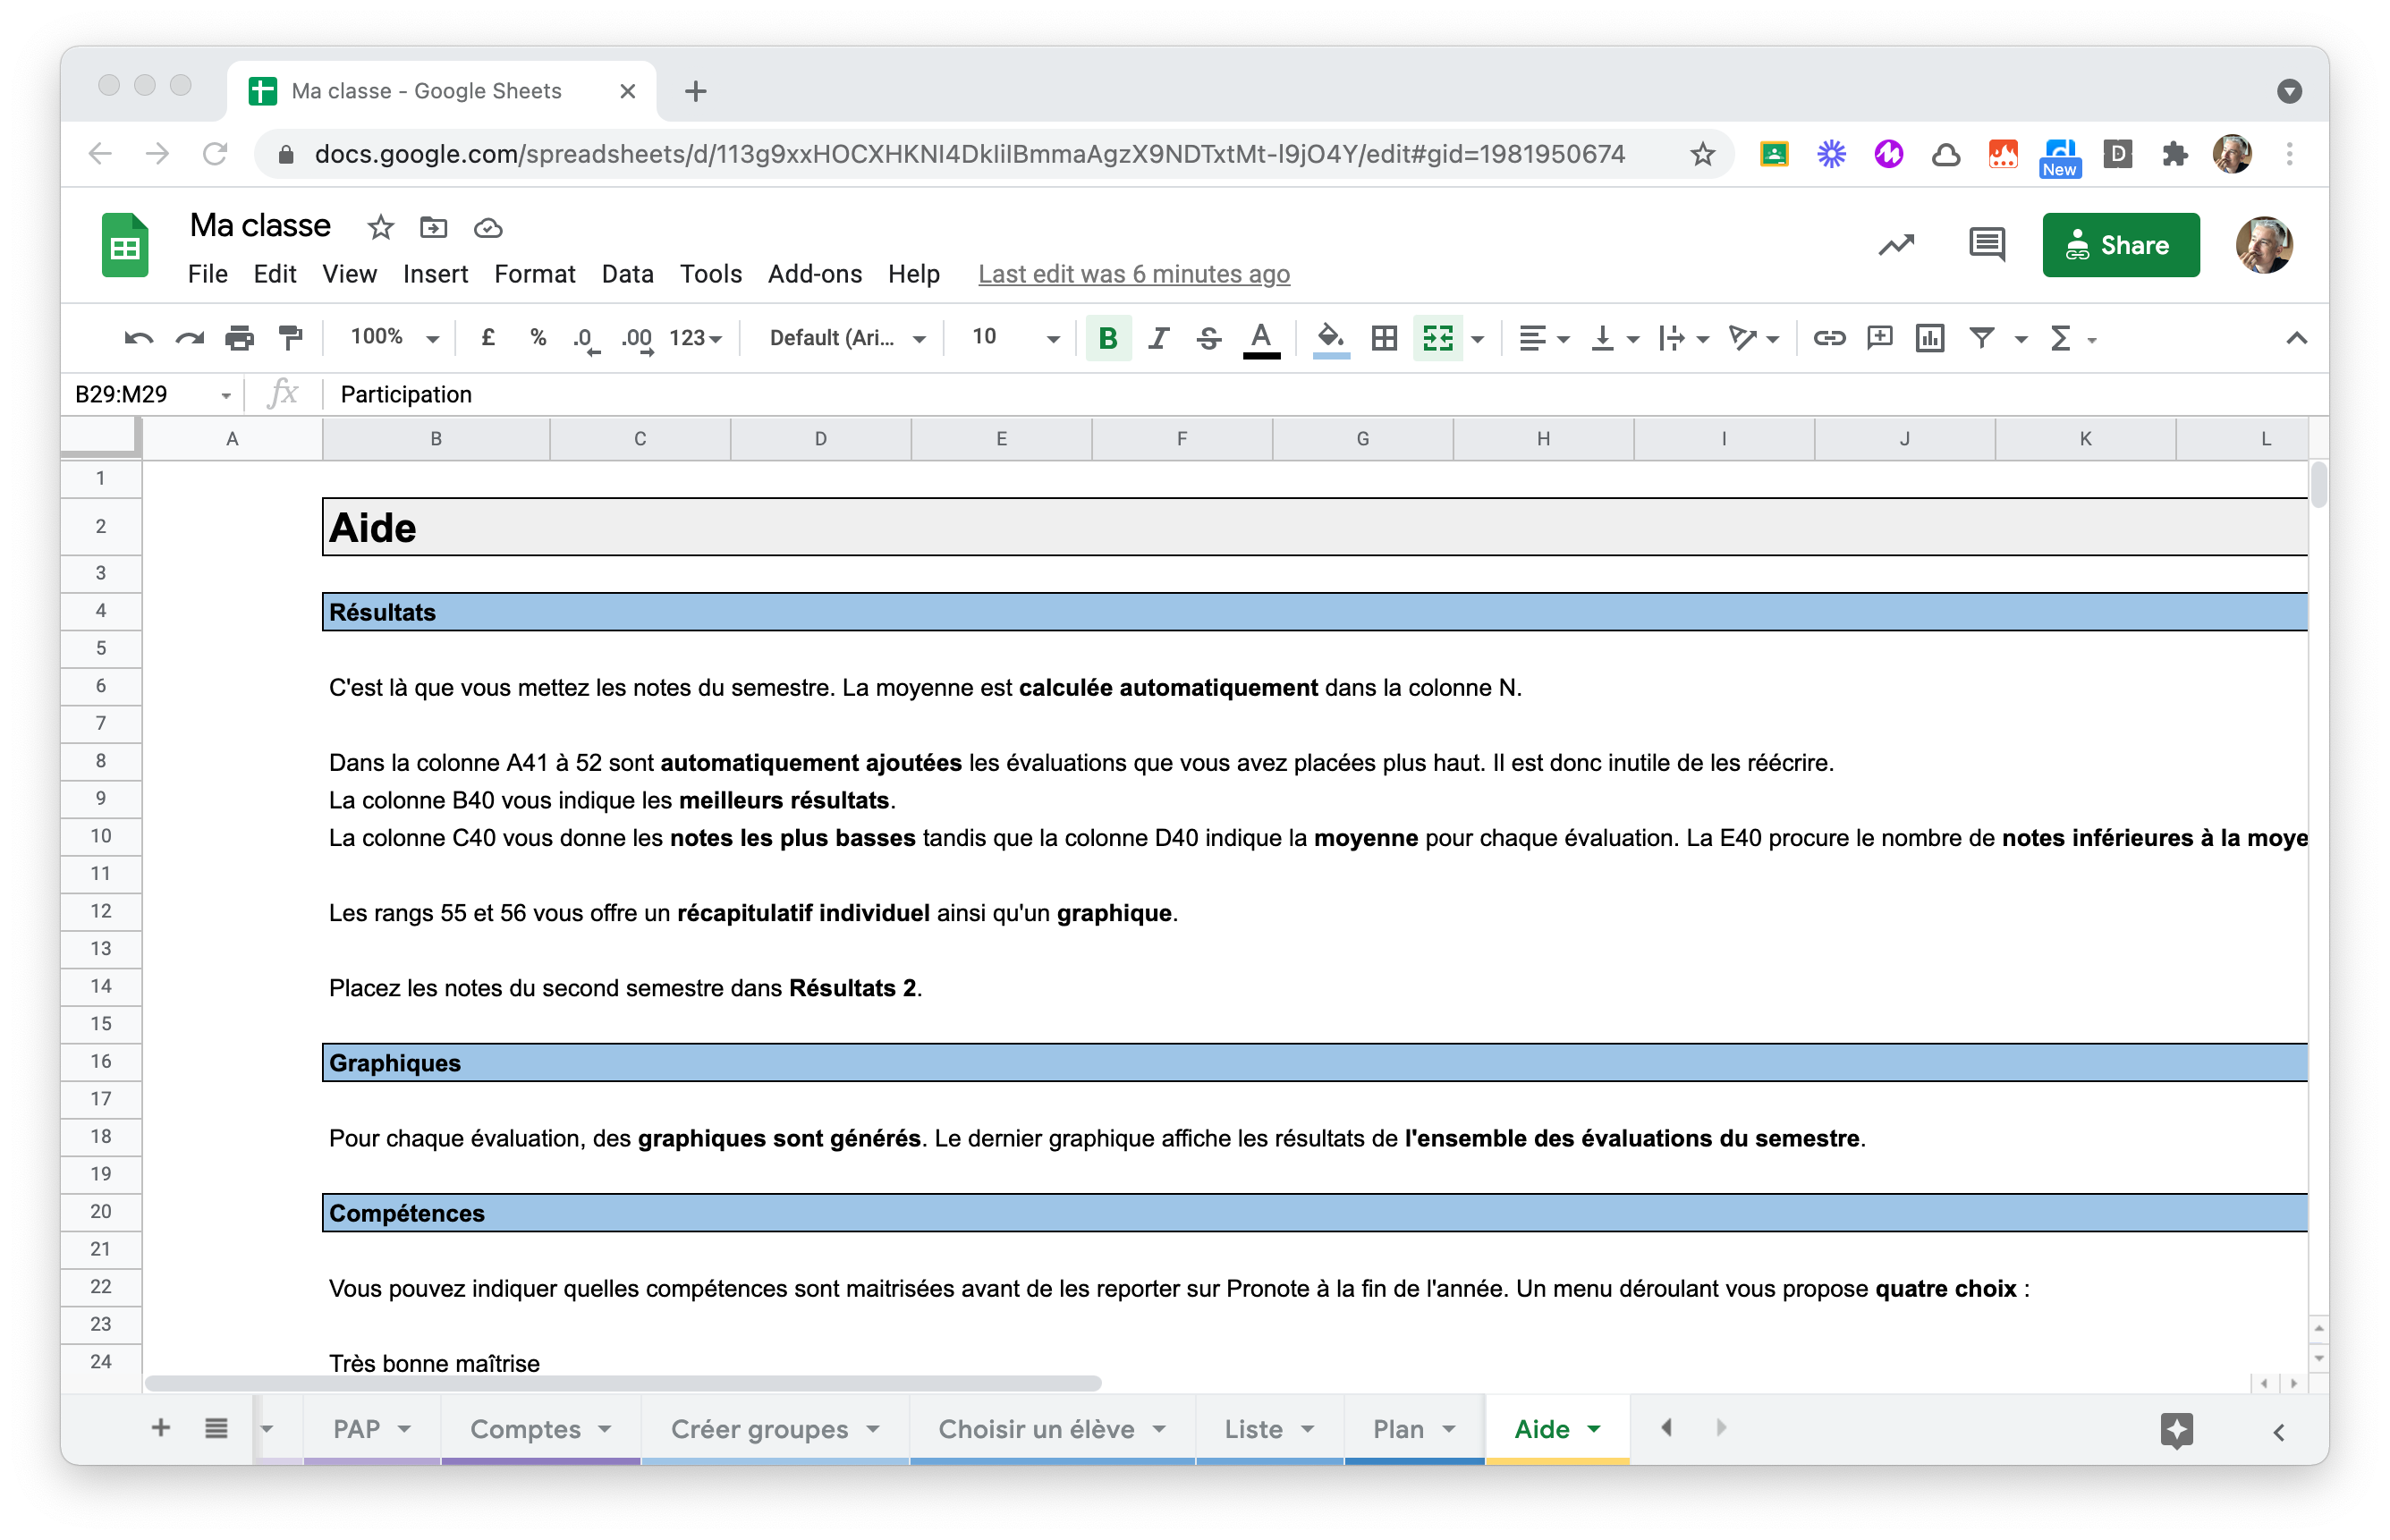 Ma classe - Google Sheets
docs.google.com/spreadsheets/d/113g9xxHOCXHKNI4DkliIBmmaAgzX9NDTxtMt-I9jO4Y/edit#gid=1981950674
D
New
Ma classe
Share
File Edit View Insert Format Data Tools Add-ons Help Last edit was 6 minutes ago
100% £ % .0 .00 123 Default (Ari... 10 B I S A Σ
B29:M29 fx Participation
A B C D E F G H I J K L
1
2 Aide
3
4 Résultats
5
6 C'est là que vous mettez les notes du semestre. La moyenne est calculée automatiquement dans la colonne N.
7
8 Dans la colonne A41 à 52 sont automatiquement ajoutées les évaluations que vous avez placées plus haut. Il est donc inutile de les réécrire.
9 La colonne B40 vous indique les meilleurs résultats.
10 La colonne C40 vous donne les notes les plus basses tandis que la colonne D40 indique la moyenne pour chaque évaluation. La E40 procure le nombre de notes inférieures à la moye
11
12 Les rangs 55 et 56 vous offre un récapitulatif individuel ainsi qu'un graphique.
13
14 Placez les notes du second semestre dans Résultats 2.
15
16 Graphiques
17
18 Pour chaque évaluation, des graphiques sont générés. Le dernier graphique affiche les résultats de l'ensemble des évaluations du semestre.
19
20 Compétences
21
22 Vous pouvez indiquer quelles compétences sont maitrisées avant de les reporter sur Pronote à la fin de l'année. Un menu déroulant vous propose quatre choix :
23
24 Très bonne maîtrise
PAP Comptes Créer groupes Choisir un élève Liste Plan Aide